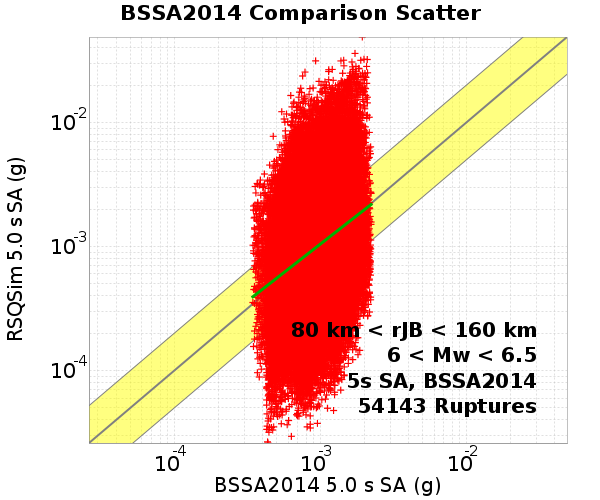 BSSA2014 Comparison Scatter
RSQSim 5.0 s SA (g)
10⁻²
10⁻³
10⁻⁴
80 km < rJB < 160 km
6 < Mw < 6.5
5s SA, BSSA2014
54143 Ruptures
10⁻⁴ 10⁻³ 10⁻²
BSSA2014 5.0 s SA (g)